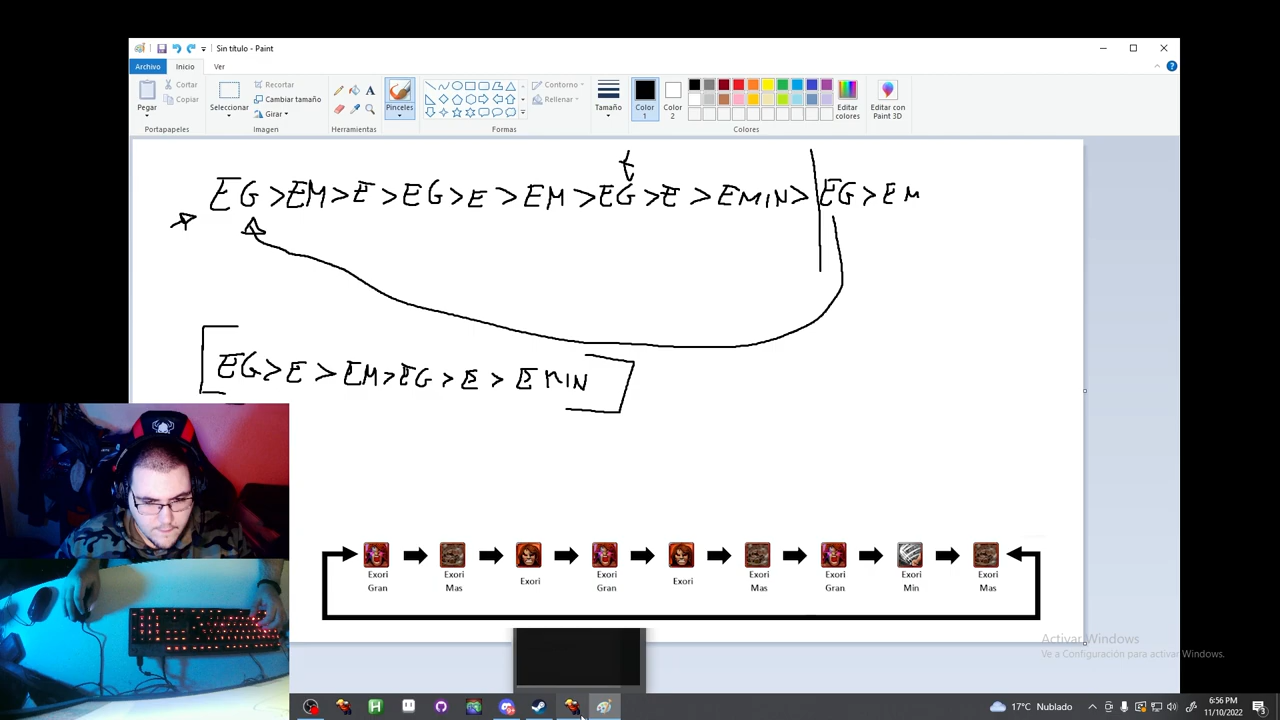 Sin título - Paint
Archivo Inicio Ver
Pegar
Cortar
Copiar
Portapapeles
Seleccionar
Recortar
Cambiar tamaño
Girar
Imagen
Herramientas
Pinceles
Contorno
Rellenar
Formas
Tamaño
Color 1
Color 2
Editar colores
Editar con Paint 3D
Colores
t
EG > EM > E > EG > E > EM > EG > E > EMIN > EG > EM
EG > E > EM > EG > E > EMIN
Exori Gran
Exori Mas
Exori
Exori Gran
Exori
Exori Mas
Exori Gran
Exori Min
Exori Mas
Activar Windows
Ve a Configuración para activar Windows.
17°C Nublado
6:56 PM
11/10/2022